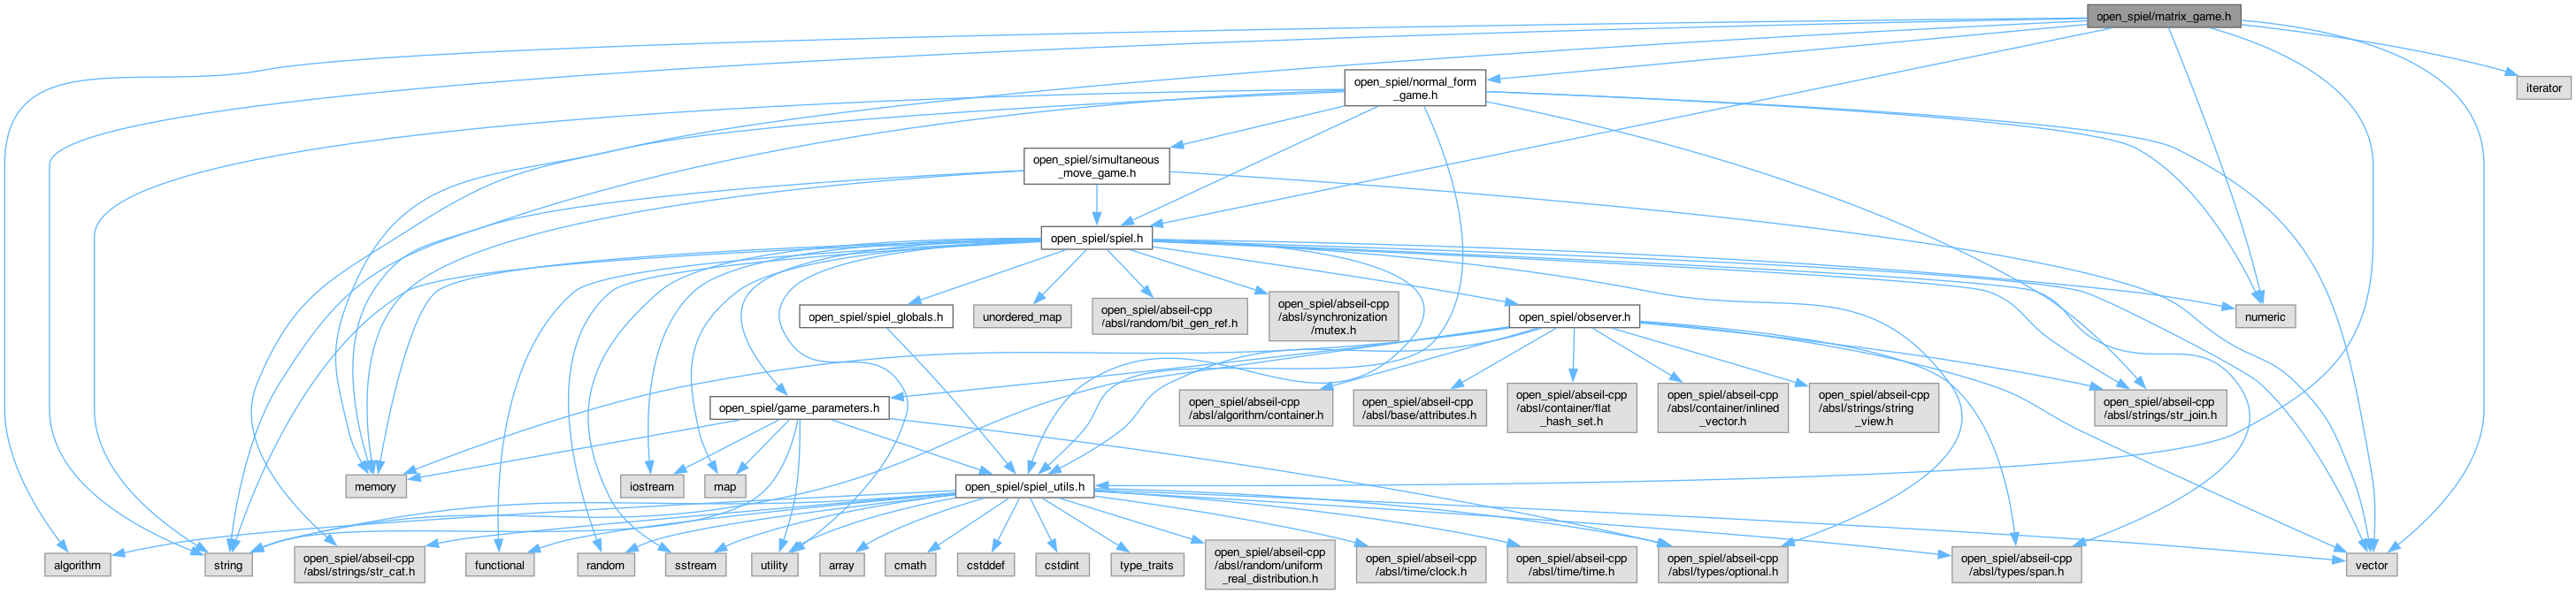 open_spiel/matrix_game.h
open_spiel/normal_form
_game.h
iterator
open_spiel/simultaneous
_move_game.h
open_spiel/spiel.h
open_spiel/spiel_globals.h
unordered_map
open_spiel/abseil-cpp
/absl/random/bit_gen_ref.h
open_spiel/abseil-cpp
/absl/synchronization
/mutex.h
open_spiel/observer.h
numeric
open_spiel/game_parameters.h
open_spiel/abseil-cpp
/absl/algorithm/container.h
open_spiel/abseil-cpp
/absl/base/attributes.h
open_spiel/abseil-cpp
/absl/container/flat
_hash_set.h
open_spiel/abseil-cpp
/absl/container/inlined
_vector.h
open_spiel/abseil-cpp
/absl/strings/string
_view.h
open_spiel/abseil-cpp
/absl/strings/str_join.h
memory
iostream
map
open_spiel/spiel_utils.h
algorithm
string
open_spiel/abseil-cpp
/absl/strings/str_cat.h
functional
random
sstream
utility
array
cmath
cstddef
cstdint
type_traits
open_spiel/abseil-cpp
/absl/random/uniform
_real_distribution.h
open_spiel/abseil-cpp
/absl/time/clock.h
open_spiel/abseil-cpp
/absl/time/time.h
open_spiel/abseil-cpp
/absl/types/optional.h
open_spiel/abseil-cpp
/absl/types/span.h
vector